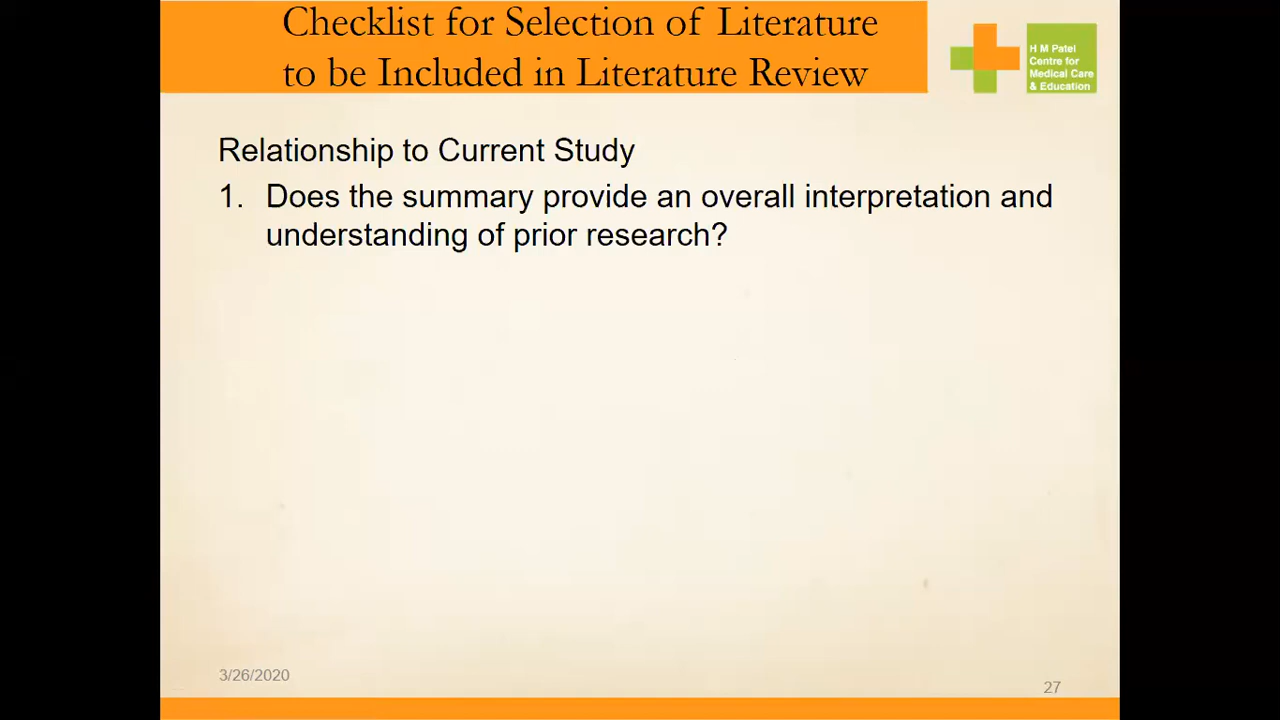 Checklist for Selection of Literature
to be Included in Literature Review
H M Patel
Centre for
Medical Care
& Education
Relationship to Current Study
1. Does the summary provide an overall interpretation and
understanding of prior research?
3/26/2020
27